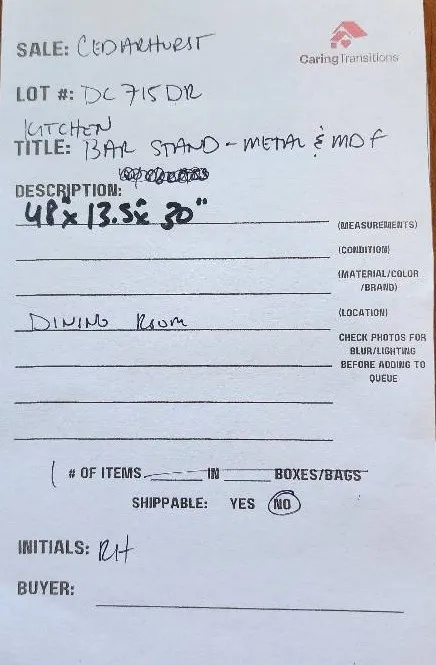 SALE: CEDARHURST
CaringTransitions
LOT #: DC 715 DR
KITCHEN
TITLE: BAR STAND - METAL & MDF
DESCRIPTION:
48" x 13.5" x 30"
(MEASUREMENTS)
(CONDITION)
(MATERIAL/COLOR
/BRAND)
DINING ROOM
(LOCATION)
CHECK PHOTOS FOR
BLUR/LIGHTING
BEFORE ADDING TO
QUEUE
1 # OF ITEMS IN BOXES/BAGS
SHIPPABLE: YES NO
INITIALS: RH
BUYER: